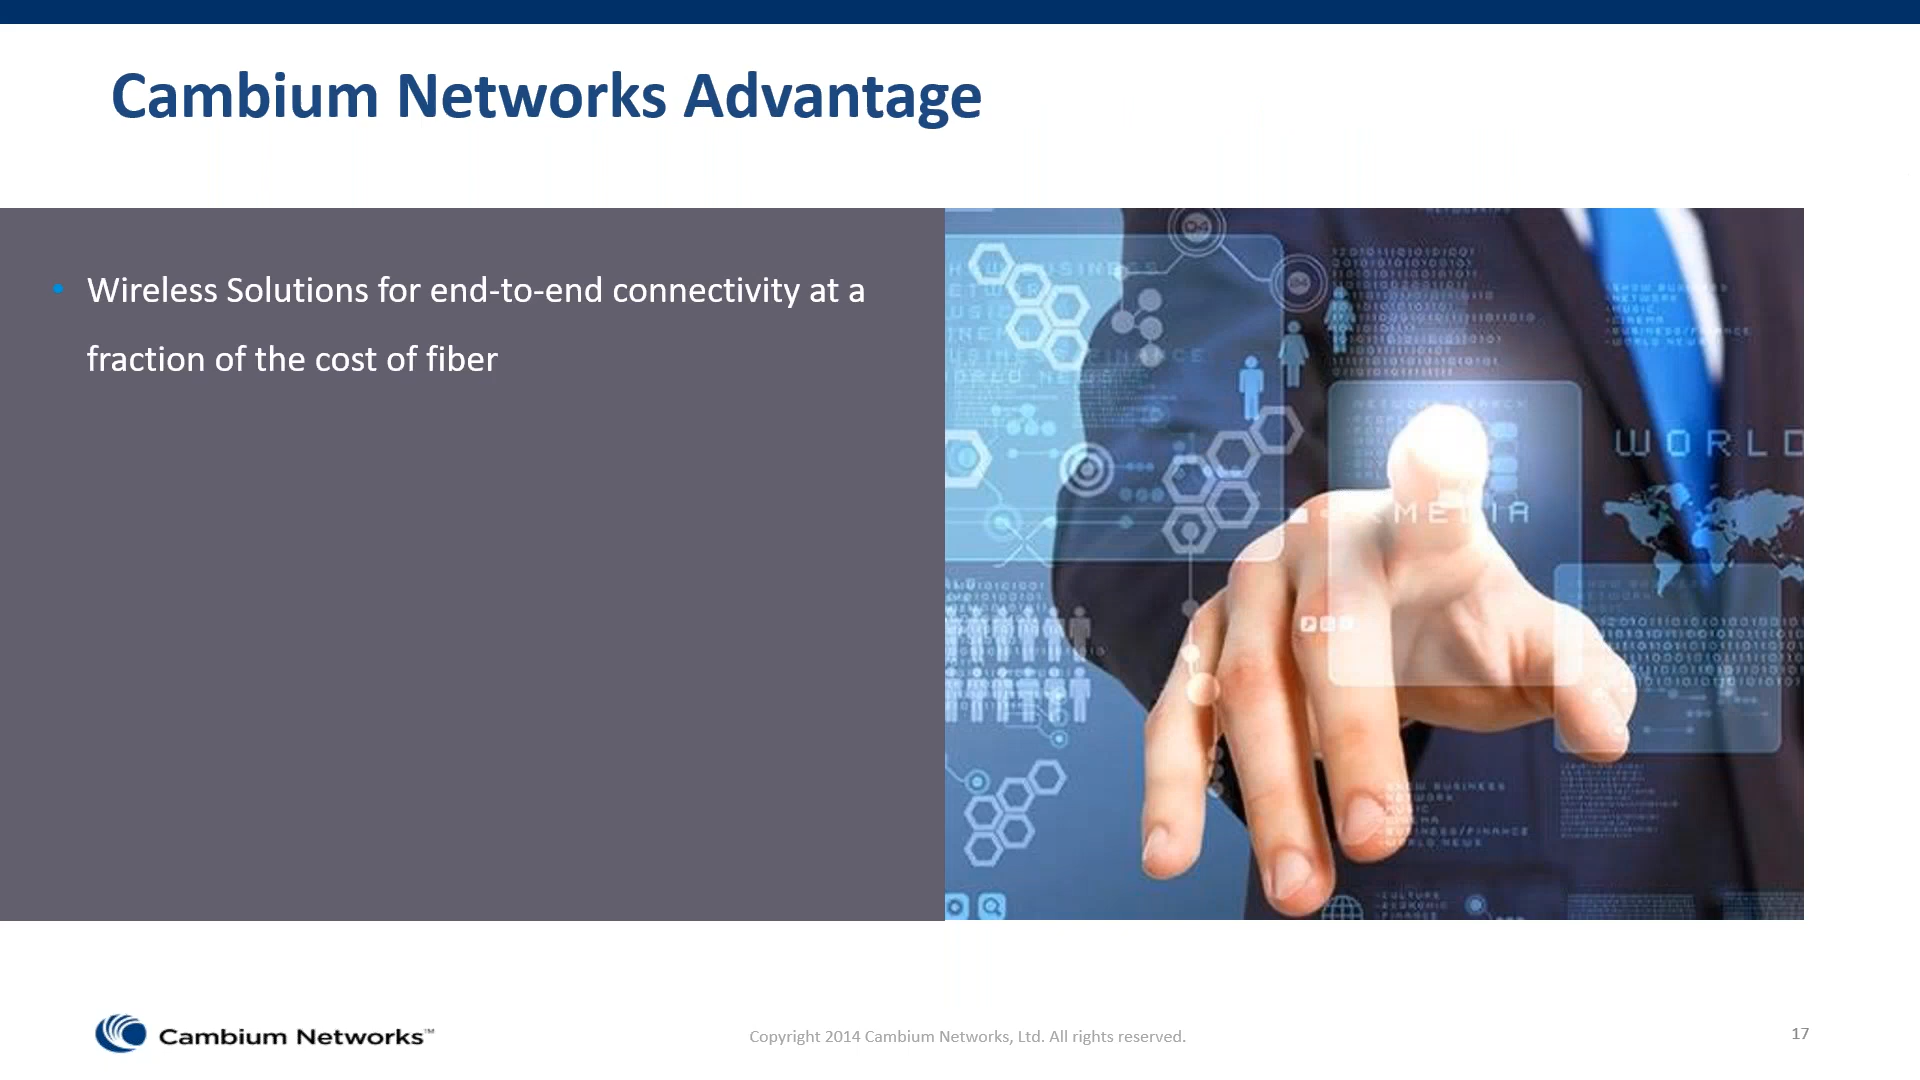 Cambium Networks Advantage
• Wireless Solutions for end-to-end connectivity at a
fraction of the cost of fiber
WORLD
Cambium Networks™
Copyright 2014 Cambium Networks, Ltd. All rights reserved.
17